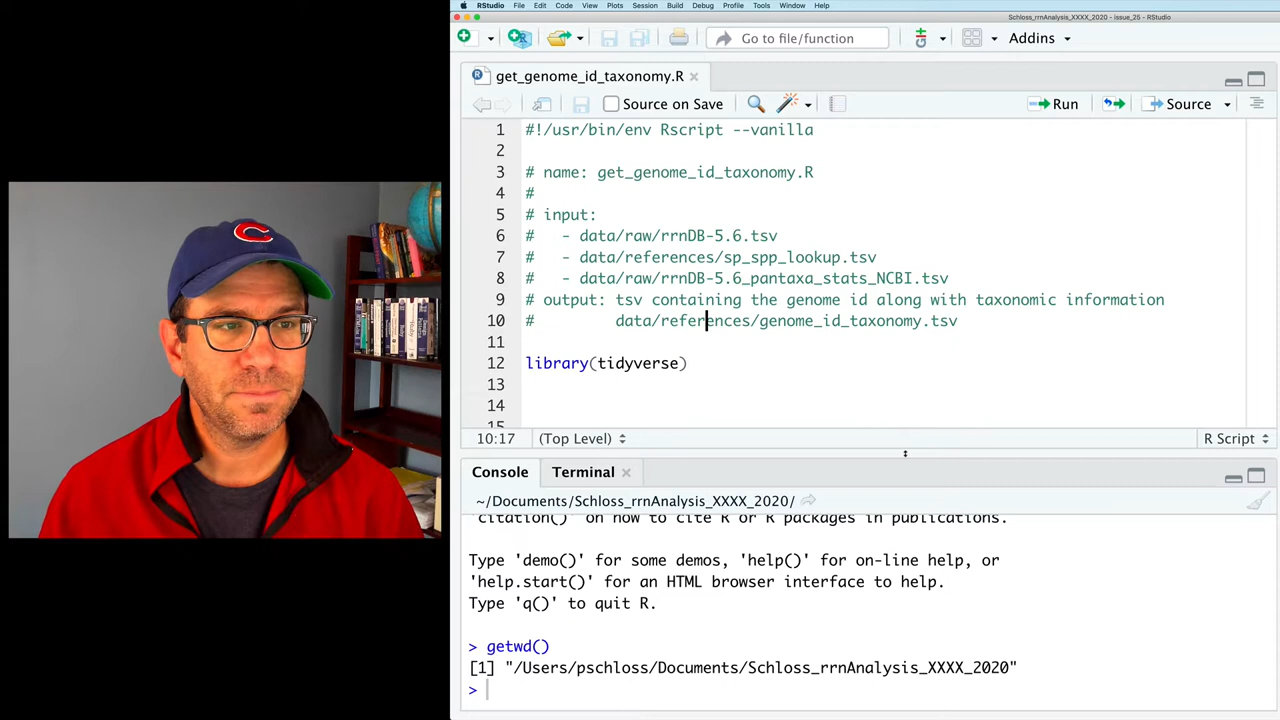 RStudio File Edit Code View Plots Session Build Debug Profile Tools Window Help
Schloss_rrnAnalysis_XXXX_2020 - issue_25 - RStudio
Go to file/function Addins
get_genome_id_taxonomy.R
Source on Save Run Source
1 #!/usr/bin/env Rscript --vanilla
2
3 # name: get_genome_id_taxonomy.R
4 #
5 # input:
6 # - data/raw/rrnDB-5.6.tsv
7 # - data/references/sp_spp_lookup.tsv
8 # - data/raw/rrnDB-5.6_pantaxa_stats_NCBI.tsv
9 # output: tsv containing the genome id along with taxonomic information
10 # data/references/genome_id_taxonomy.tsv
11
12 library(tidyverse)
13
14
15
10:17 (Top Level) R Script
Console Terminal
~/Documents/Schloss_rrnAnalysis_XXXX_2020/
'citation()' on how to cite R or R packages in publications.
Type 'demo()' for some demos, 'help()' for on-line help, or
'help.start()' for an HTML browser interface to help.
Type 'q()' to quit R.
> getwd()
[1] "/Users/pschloss/Documents/Schloss_rrnAnalysis_XXXX_2020"
>